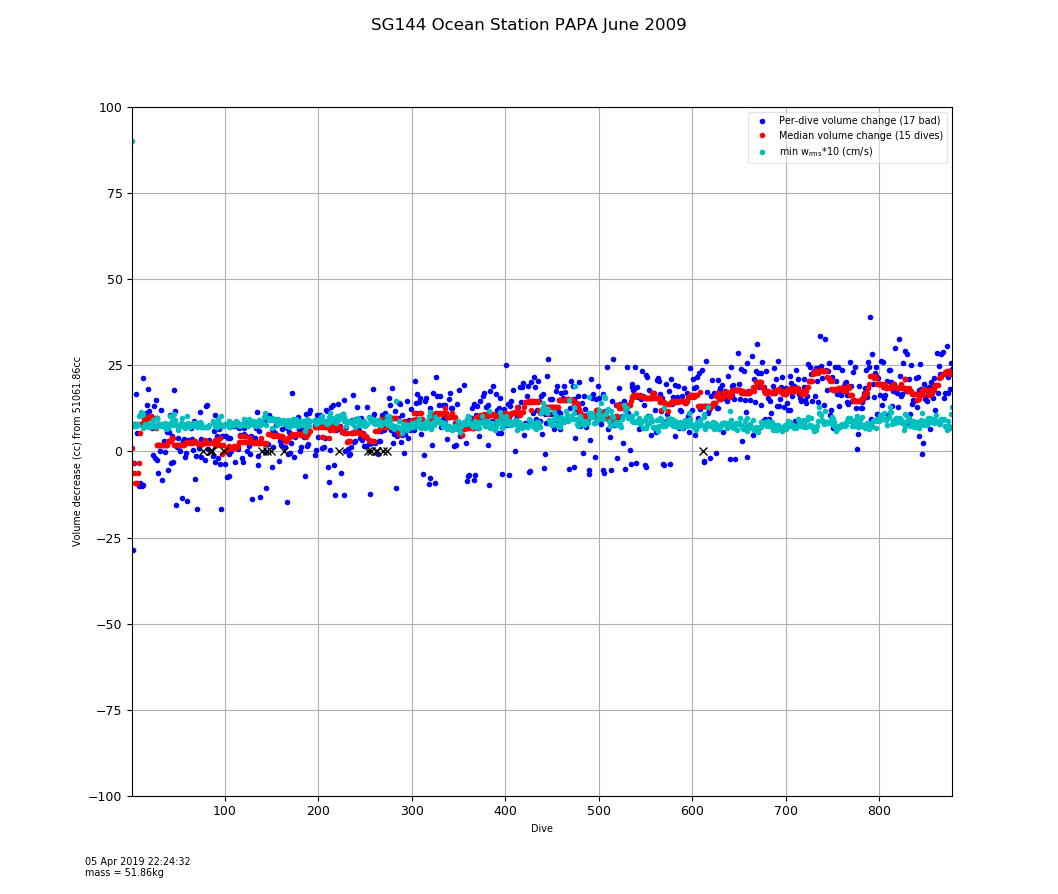 SG144 Ocean Station PAPA June 2009
100
75
50
25
0
−25
−50
−75
−100
Volume decrease (cc) from 51061.86cc
Per-dive volume change (17 bad)
Median volume change (15 dives)
min wrms*10 (cm/s)
100 200 300 400 500 600 700 800
Dive
05 Apr 2019 22:24:32
mass = 51.86kg